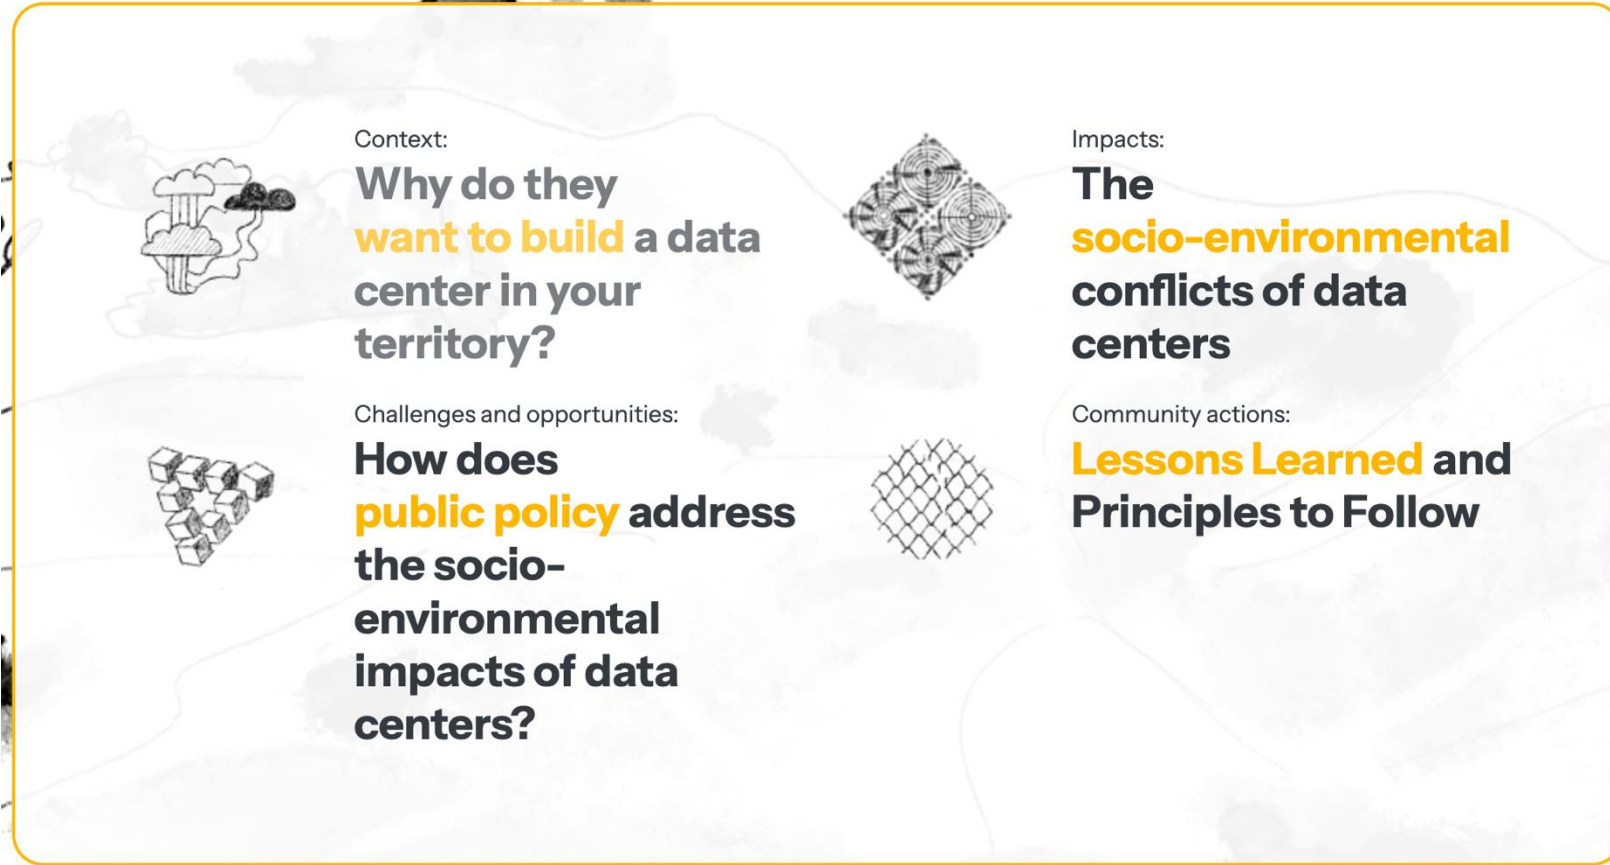 Context:
Why do they
want to build a data
center in your
territory?
Impacts:
The
socio-environmental
conflicts of data
centers
Challenges and opportunities:
How does
public policy address
the socio-
environmental
impacts of data
centers?
Community actions:
Lessons Learned and
Principles to Follow